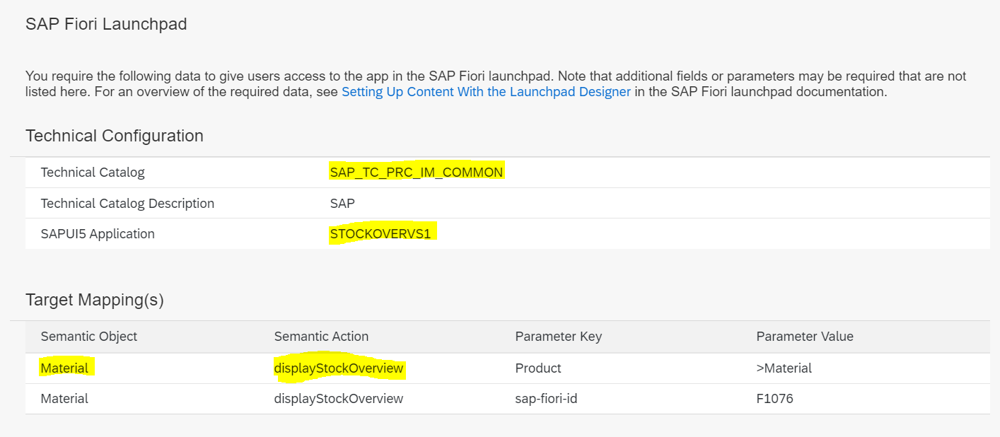 SAP Fiori Launchpad
You require the following data to give users access to the app in the SAP Fiori launchpad. Note that additional fields or parameters may be required that are not
listed here. For an overview of the required data, see Setting Up Content With the Launchpad Designer in the SAP Fiori launchpad documentation.
Technical Configuration
Technical Catalog SAP_TC_PRC_IM_COMMON
Technical Catalog Description SAP
SAPUI5 Application STOCKOVERVS1
Target Mapping(s)
Semantic Object Semantic Action Parameter Key Parameter Value
Material displayStockOverview Product >Material
Material displayStockOverview sap-fiori-id F1076